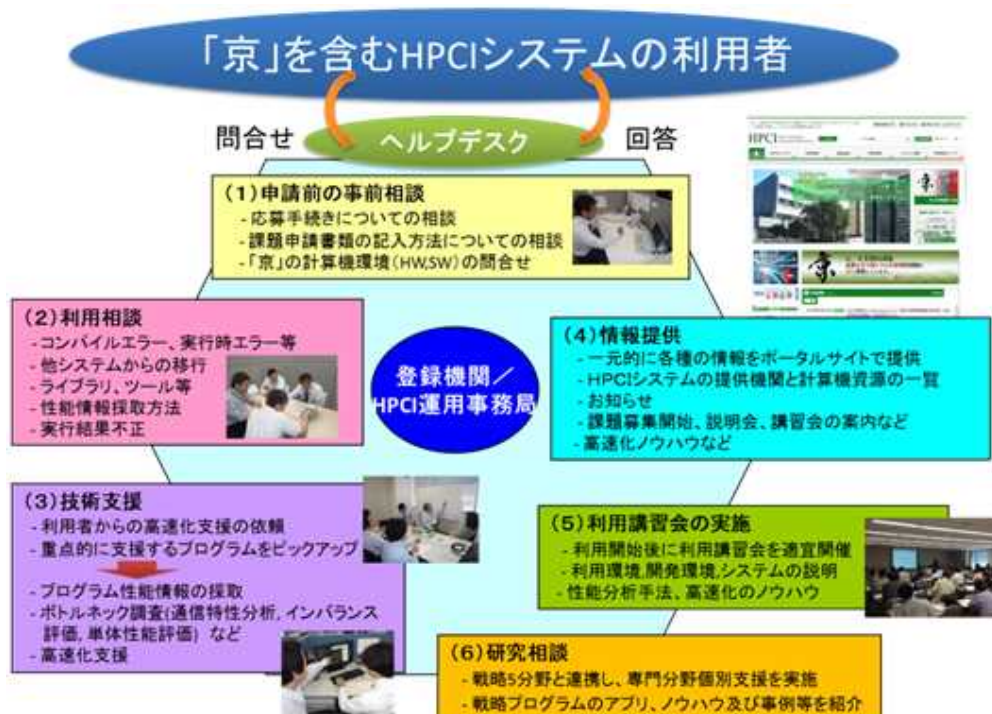 「京」を含むHPCIシステムの利用者
問合せ
ヘルプデスク
回答
HPCI
京
京
(1)申請前の事前相談
- 応募手続きについての相談
- 課題申請書類の記入方法についての相談
- 「京」の計算機環境(HW,SW)の問合せ
(2)利用相談
- コンパイルエラー、実行時エラー等
- 他システムからの移行
- ライブラリ、ツール等
- 性能情報採取方法
- 実行結果不正
登録機関/
HPCI運用事務局
(3)技術支援
- 利用者からの高速化支援の依頼
- 重点的に支援するプログラムをピックアップ
- プログラム性能情報の採取
- ボトルネック調査(通信特性分析, インバランス
評価, 単体性能評価) など
- 高速化支援
(4)情報提供
- 一元的に各種の情報をポータルサイトで提供
- HPCIシステムの提供機関と計算機資源の一覧
- お知らせ
- 課題募集開始、説明会、講習会の案内など
- 高速化ノウハウなど
(5)利用講習会の実施
- 利用開始後に利用講習会を適宜開催
- 利用環境,開発環境,システムの説明
- 性能分析手法、高速化のノウハウ
(6)研究相談
- 戦略5分野と連携し、専門分野個別支援を実施
- 戦略プログラムのアプリ、ノウハウ及び事例等を紹介